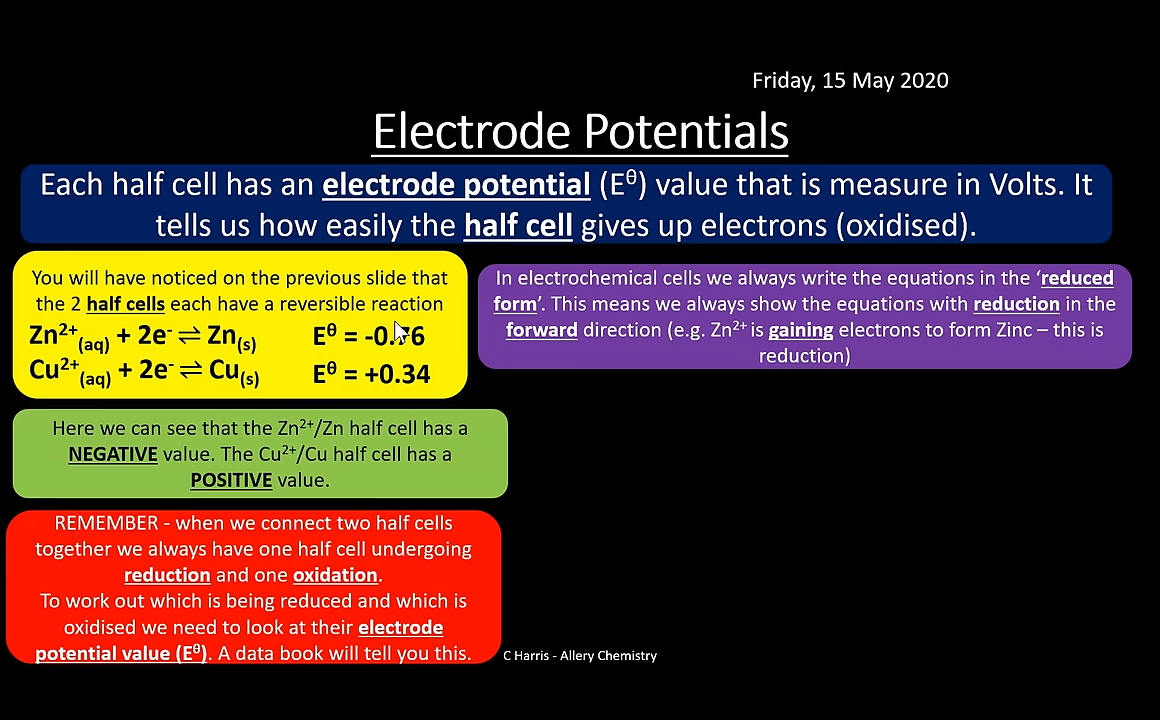 Friday, 15 May 2020
Electrode Potentials
Each half cell has an electrode potential (Eᶿ) value that is measure in Volts. It
tells us how easily the half cell gives up electrons (oxidised).
You will have noticed on the previous slide that
the 2 half cells each have a reversible reaction
Zn²⁺(aq) + 2e⁻ ⇌ Zn(s) Eᶿ = -0.76
Cu²⁺(aq) + 2e⁻ ⇌ Cu(s) Eᶿ = +0.34
In electrochemical cells we always write the equations in the ‘reduced
form’. This means we always show the equations with reduction in the
forward direction (e.g. Zn²⁺ is gaining electrons to form Zinc – this is
reduction)
Here we can see that the Zn²⁺/Zn half cell has a
NEGATIVE value. The Cu²⁺/Cu half cell has a
POSITIVE value.
REMEMBER - when we connect two half cells
together we always have one half cell undergoing
reduction and one oxidation.
To work out which is being reduced and which is
oxidised we need to look at their electrode
potential value (Eᶿ). A data book will tell you this.
C Harris - Allery Chemistry